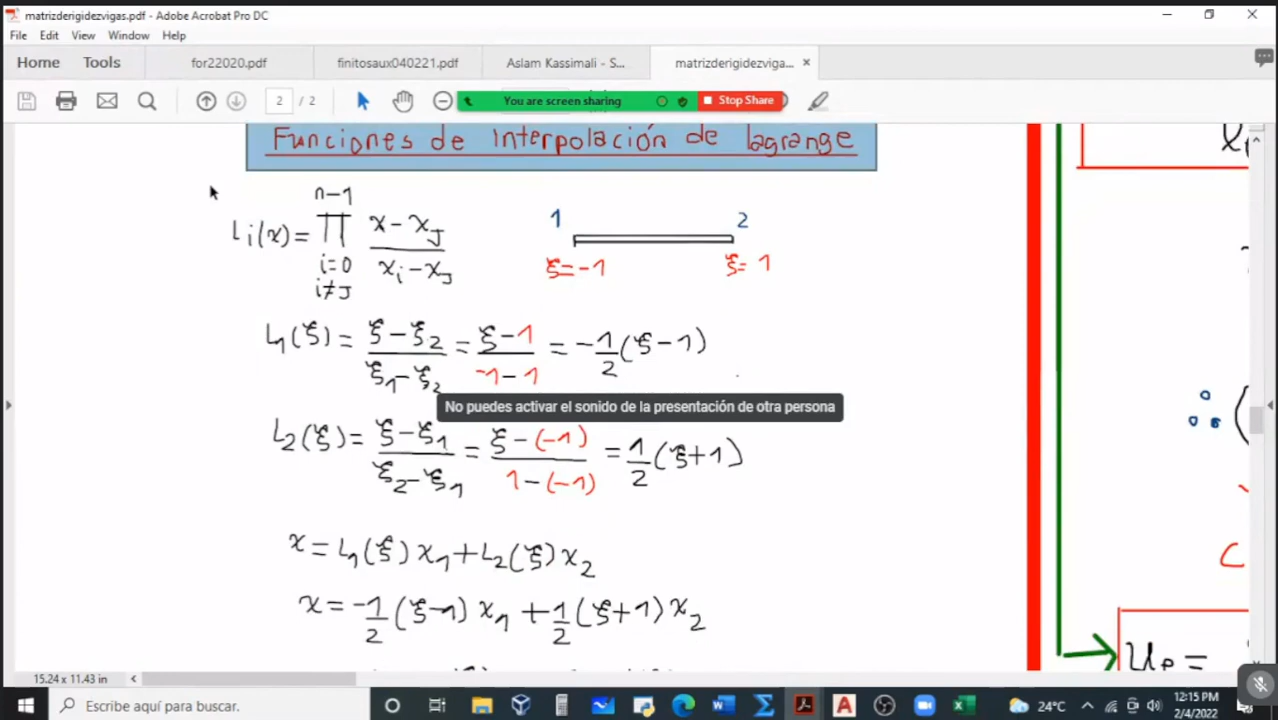 matrizderigidezvigas.pdf - Adobe Acrobat Pro DC
File Edit View Window Help
Home Tools for22020.pdf finitosaux040221.pdf Aslam Kassimali - S... matrizderigidezviga... ×
2 / 2 You are screen sharing Stop Share
Funciones de interpolación de lagrange
n-1
Li(x) = ∏ (x - xJ)/(xi - xJ)
i=0
i≠J
1 2
ξ=-1 ξ=1
L1(ξ) = (ξ-ξ2)/(ξ1-ξ2) = (ξ-1)/(-1-1) = -1/2(ξ-1)
No puedes activar el sonido de la presentación de otra persona
L2(ξ) = (ξ-ξ1)/(ξ2-ξ1) = (ξ-(-1))/(1-(-1)) = 1/2(ξ+1)
x = L1(ξ) x1 + L2(ξ) x2
x = -1/2(ξ-1) x1 + 1/2(ξ+1) x2
15.24 x 11.43 in
Escribe aquí para buscar.
24°C
12:15 PM
2/4/2022